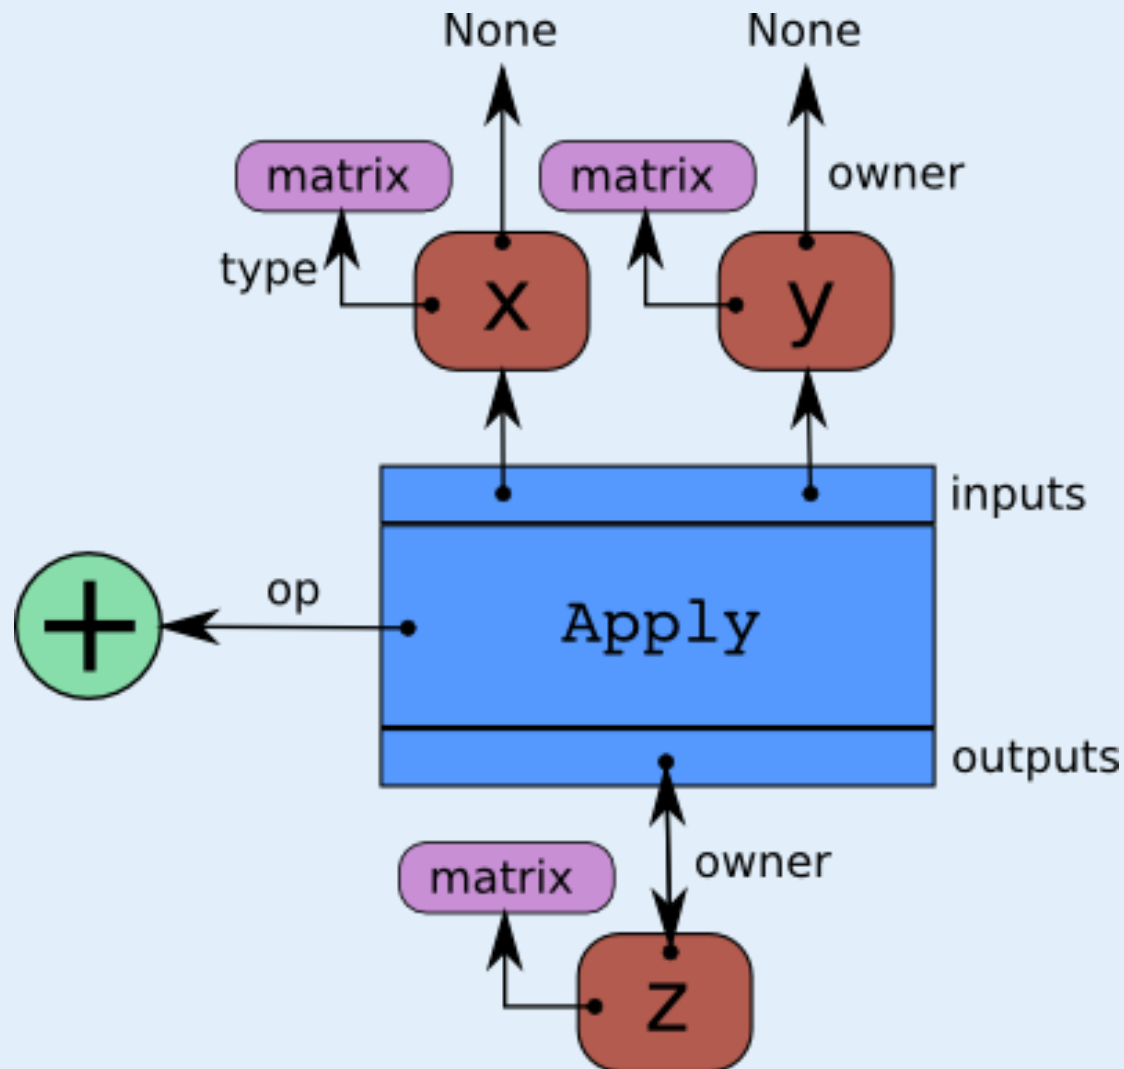 None
None
matrix
matrix
owner
type
x
y
inputs
op
+
Apply
outputs
owner
matrix
z